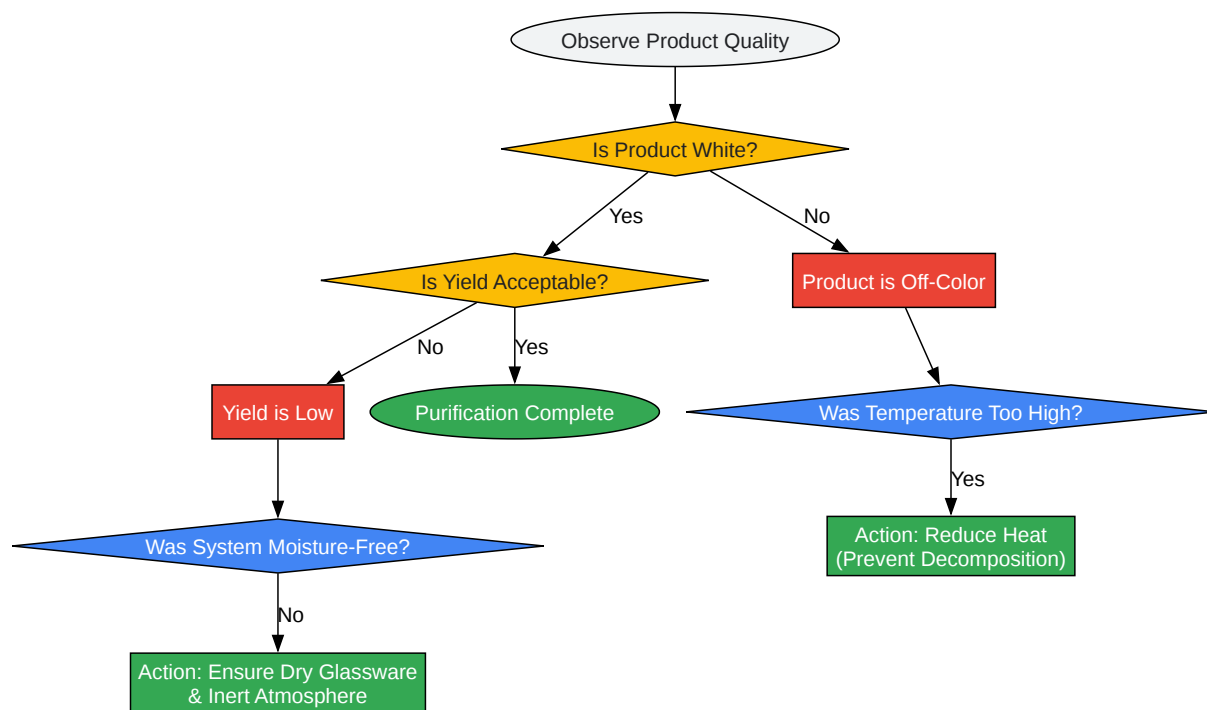 Observe Product Quality
Is Product White?
Yes
No
Is Yield Acceptable?
Product is Off-Color
No
Yes
Yield is Low
Purification Complete
Was Temperature Too High?
Yes
Was System Moisture-Free?
Action: Reduce Heat
(Prevent Decomposition)
No
Action: Ensure Dry Glassware
& Inert Atmosphere